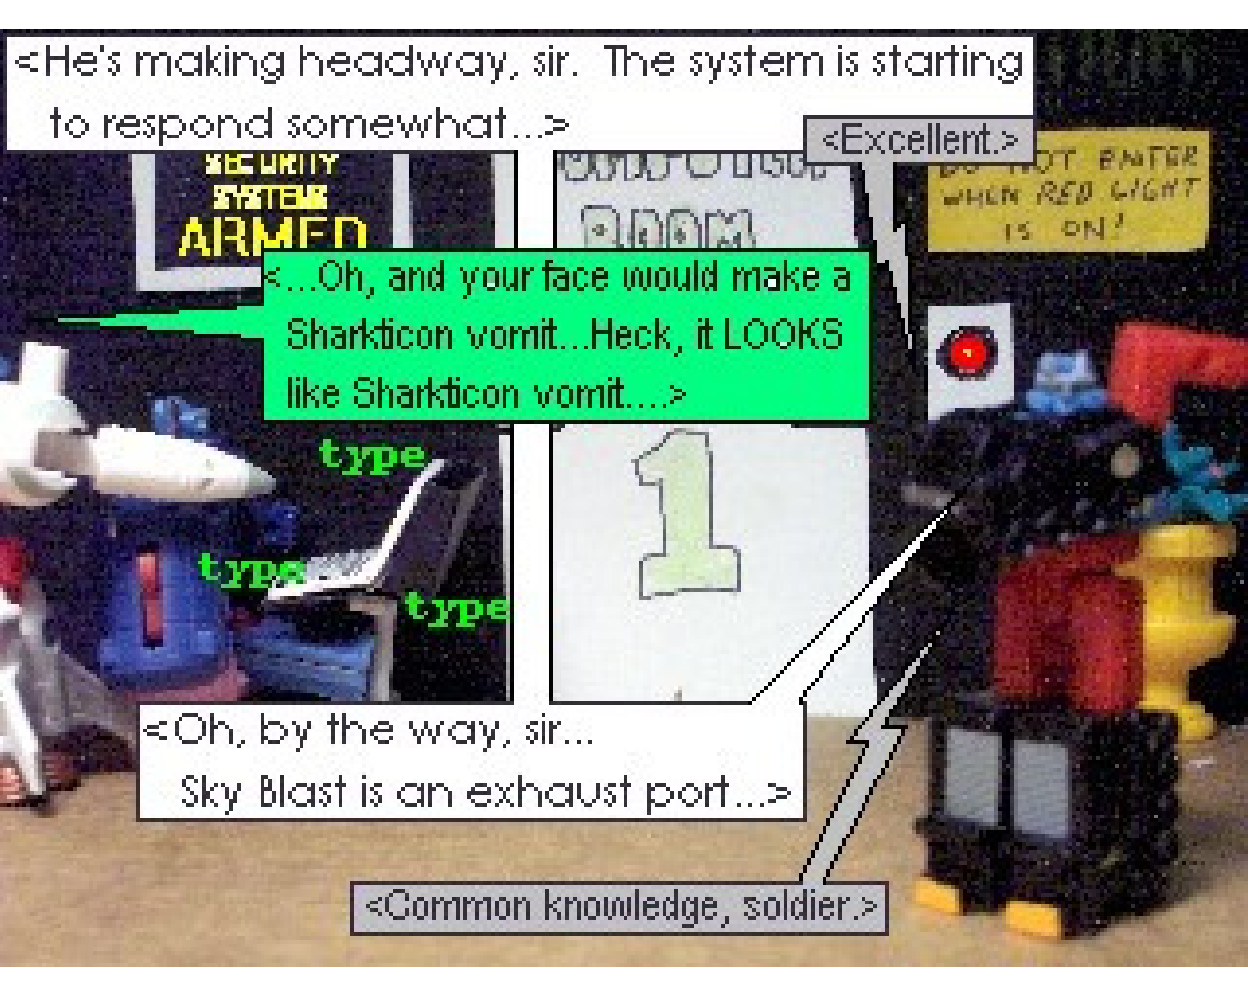 <He's making headway, sir. The system is starting
to respond somewhat...>
<Excellent.>
SECURITY
SYSTEMS
ARMED
ROOM
1
DO NOT ENTER
WHEN RED LIGHT
IS ON!
<...Oh, and your face would make a
Sharkticon vomit...Heck, it LOOKS
like Sharkticon vomit....>
type
type
type
<Oh, by the way, sir...
Sky Blast is an exhaust port...>
<Common knowledge, soldier.>